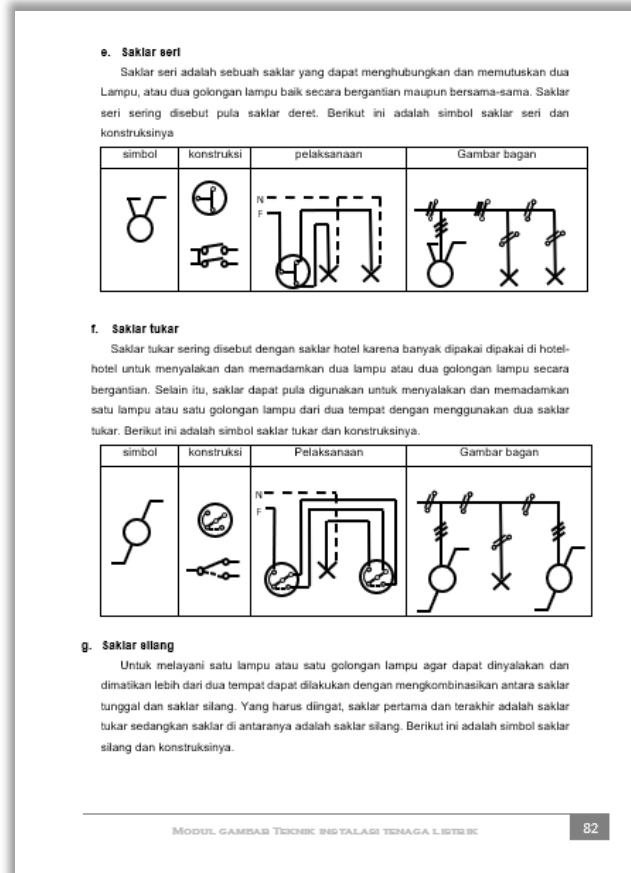 e. Saklar seri
Saklar seri adalah sebuah saklar yang dapat menghubungkan dan memutuskan dua
Lampu, atau dua golongan lampu baik secara bergantian maupun bersama-sama. Saklar
seri sering disebut pula saklar deret. Berikut ini adalah simbol saklar seri dan
konstruksinya
simbol konstruksi pelaksanaan Gambar bagan
N
F
f. Saklar tukar
Saklar tukar sering disebut dengan saklar hotel karena banyak dipakai dipakai di hotel-
hotel untuk menyalakan dan memadamkan dua lampu atau dua golongan lampu secara
bergantian. Selain itu, saklar dapat pula digunakan untuk menyalakan dan memadamkan
satu lampu atau satu golongan lampu dari dua tempat dengan menggunakan dua saklar
tukar. Berikut ini adalah simbol saklar tukar dan konstruksinya.
simbol konstruksi Pelaksanaan Gambar bagan
N
F
g. Saklar silang
Untuk melayani satu lampu atau satu golongan lampu agar dapat dinyalakan dan
dimatikan lebih dari dua tempat dapat dilakukan dengan mengkombinasikan antara saklar
tunggal dan saklar silang. Yang harus diingat, saklar pertama dan terakhir adalah saklar
tukar sedangkan saklar di antaranya adalah saklar silang. Berikut ini adalah simbol saklar
silang dan konstruksinya.
MODUL GAMBAR TEKNIK INSTALASI TENAGA LISTRIK 82